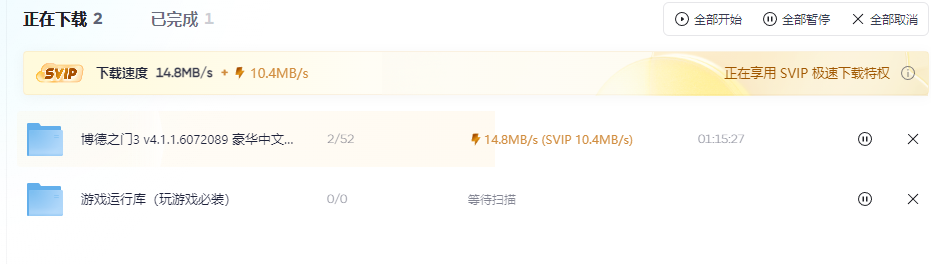 正在下载 2 已完成 1 全部开始 全部暂停 全部取消
SVIP 下载速度 14.8MB/s + 10.4MB/s 正在享用 SVIP 极速下载特权
博德之门3 v4.1.1.6072089 豪华中文... 2/52 14.8MB/s (SVIP 10.4MB/s) 01:15:27
游戏运行库（玩游戏必装） 0/0 等待扫描